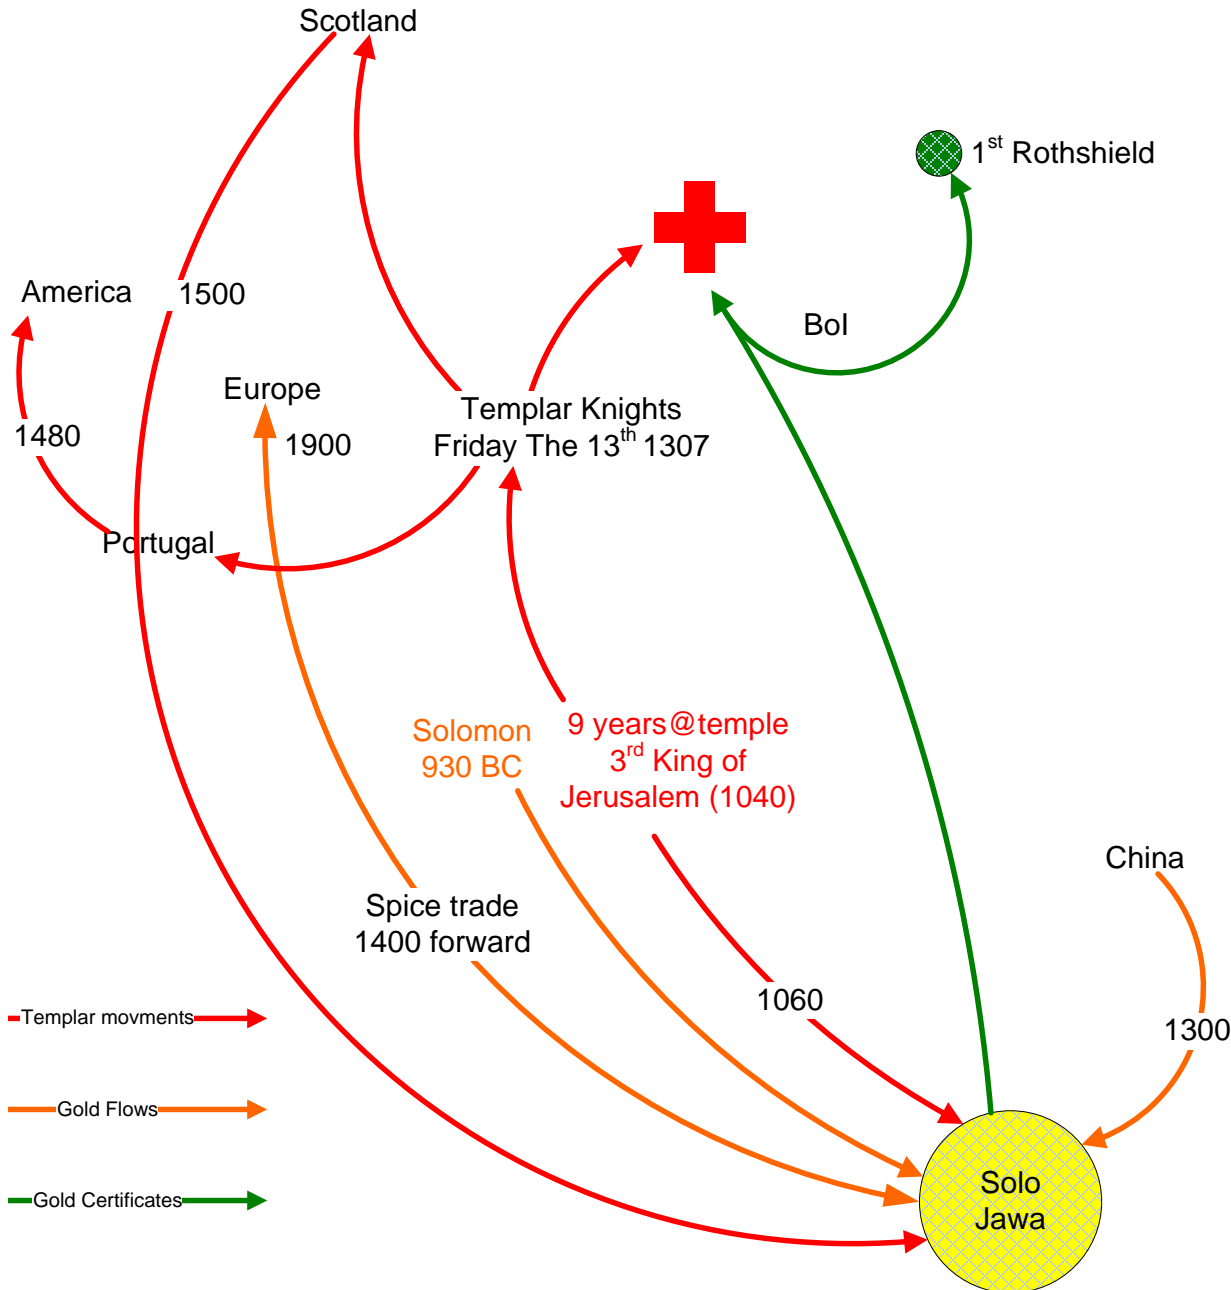 Scotland
1st Rothshield
America
1500
BoI
Europe
1900
Templar Knights
Friday The 13th 1307
1480
Portugal
Solomon
930 BC
9 years@temple
3rd King of
Jerusalem (1040)
China
Spice trade
1400 forward
1060
1300
Templar movments
Gold Flows
Gold Certificates
Solo
Jawa